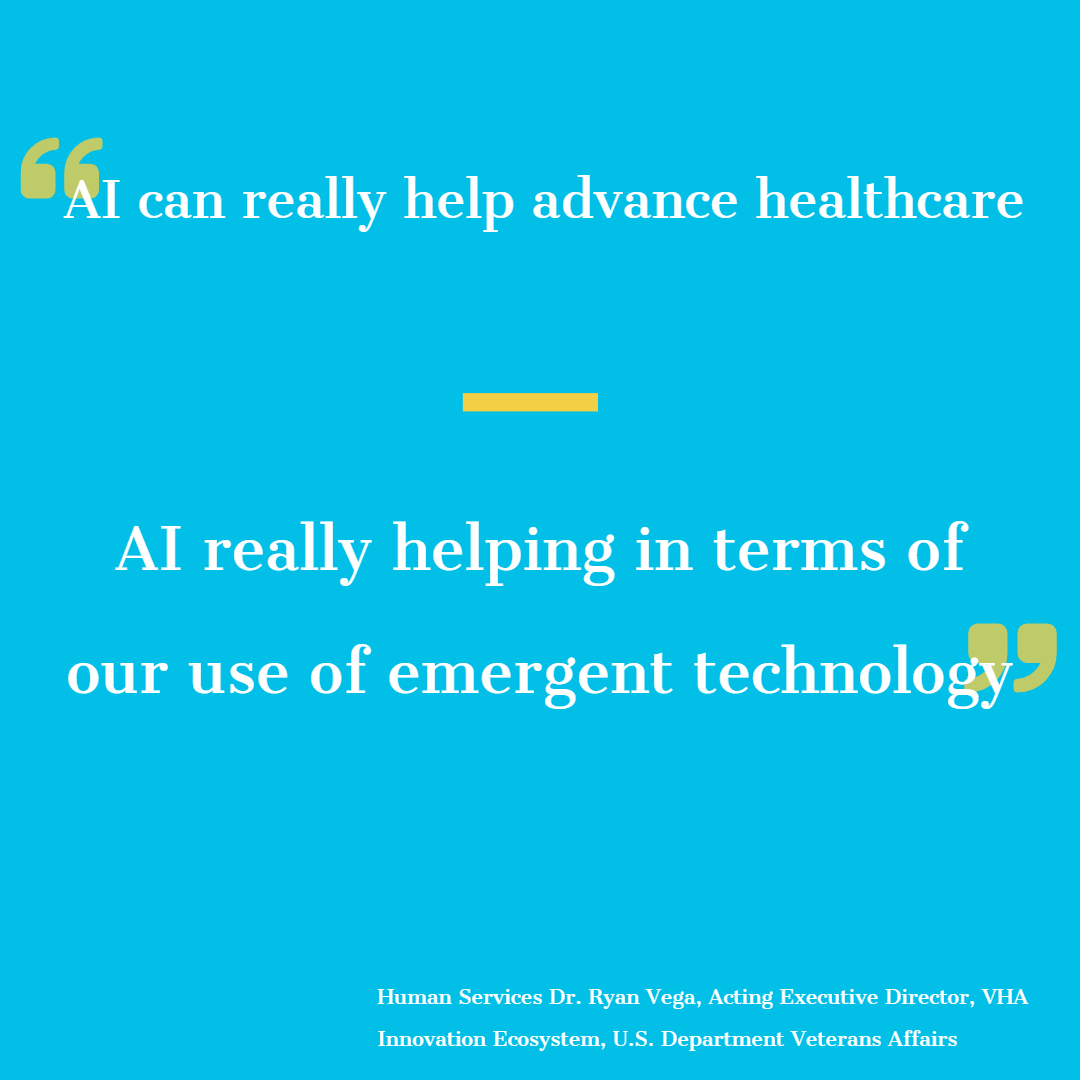 “AI can really help advance healthcare
AI really helping in terms of
our use of emergent technology”
Human Services Dr. Ryan Vega, Acting Executive Director, VHA
Innovation Ecosystem, U.S. Department Veterans Affairs